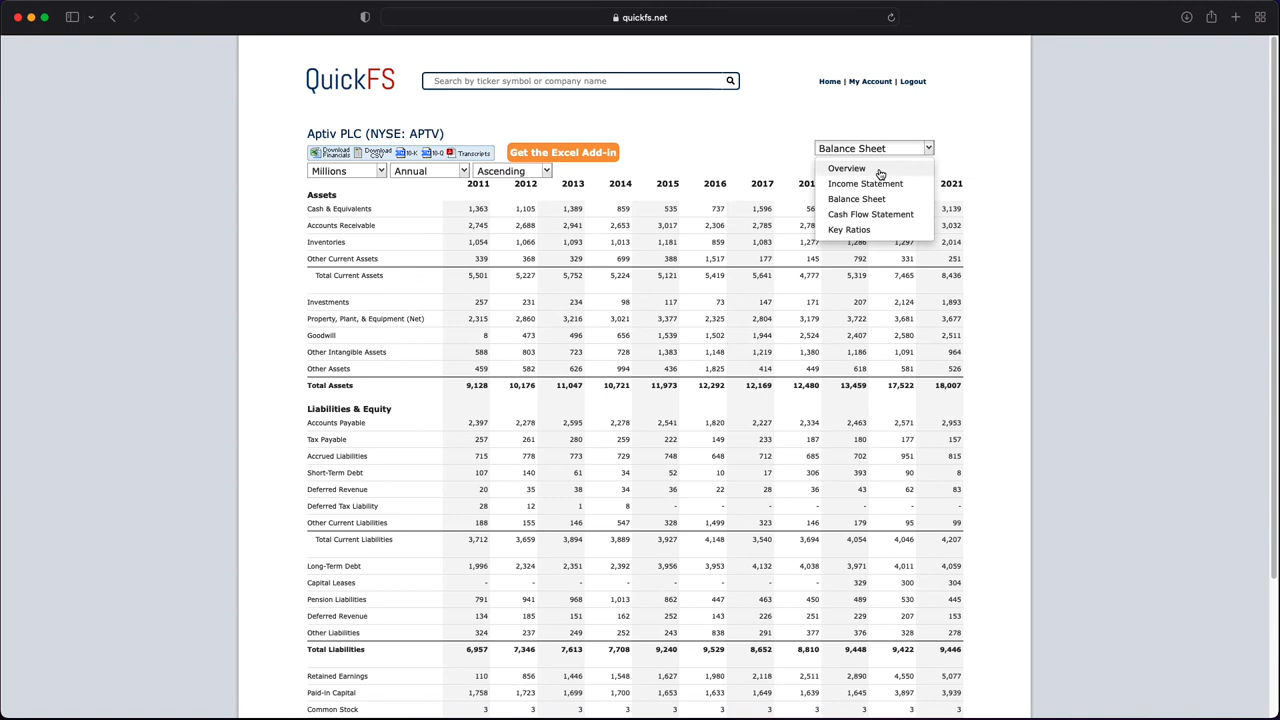 quickfs.net
QuickFS
Search by ticker symbol or company name
Home | My Account | Logout
Aptiv PLC (NYSE: APTV)
Download Financials Download CSV 10-K 10-Q Transcripts
Get the Excel Add-in
Balance Sheet
Overview
Income Statement
Balance Sheet
Cash Flow Statement
Key Ratios
Millions Annual Ascending
2011 2012 2013 2014 2015 2016 2017 2021
Assets
Cash & Equivalents 1,363 1,105 1,389 859 535 737 1,596 3,139
Accounts Receivable 2,745 2,688 2,941 2,653 3,017 2,306 2,785 3,032
Inventories 1,054 1,066 1,093 1,013 1,181 859 1,083 1,277 1,286 1,297 2,014
Other Current Assets 339 368 329 699 388 1,517 177 145 792 331 251
Total Current Assets 5,501 5,227 5,752 5,224 5,121 5,419 5,641 4,777 5,319 7,465 8,436
Investments 257 231 234 98 117 73 147 171 207 2,124 1,893
Property, Plant, & Equipment (Net) 2,315 2,860 3,216 3,021 3,377 2,325 2,804 3,179 3,722 3,681 3,677
Goodwill 8 473 496 656 1,539 1,502 1,944 2,524 2,407 2,580 2,511
Other Intangible Assets 588 803 723 728 1,383 1,148 1,219 1,380 1,186 1,091 964
Other Assets 459 582 626 994 436 1,825 414 449 618 581 526
Total Assets 9,128 10,176 11,047 10,721 11,973 12,292 12,169 12,480 13,459 17,522 18,007
Liabilities & Equity
Accounts Payable 2,397 2,278 2,595 2,278 2,541 1,820 2,227 2,334 2,463 2,571 2,953
Tax Payable 257 261 280 259 222 149 233 187 180 177 157
Accrued Liabilities 715 778 773 729 748 648 712 685 702 951 815
Short-Term Debt 107 140 61 34 52 10 17 306 393 90 8
Deferred Revenue 20 35 38 34 36 22 28 36 43 62 83
Deferred Tax Liability 28 12 1 8 - - - - - - -
Other Current Liabilities 188 155 146 547 328 1,499 323 146 179 95 99
Total Current Liabilities 3,712 3,659 3,894 3,889 3,927 4,148 3,540 3,694 4,054 4,046 4,207
Long-Term Debt 1,996 2,324 2,351 2,392 3,956 3,953 4,132 4,038 3,971 4,011 4,059
Capital Leases - - - - - - - - 329 300 304
Pension Liabilities 791 941 968 1,013 862 447 463 450 489 530 445
Deferred Revenue 134 185 151 162 252 143 226 251 229 207 153
Other Liabilities 324 237 249 252 243 838 291 377 376 328 278
Total Liabilities 6,957 7,346 7,613 7,708 9,240 9,529 8,652 8,810 9,448 9,422 9,446
Retained Earnings 110 856 1,446 1,548 1,627 1,980 2,118 2,511 2,890 4,550 5,077
Paid-in Capital 1,758 1,723 1,699 1,700 1,653 1,633 1,649 1,639 1,645 3,897 3,939
Common Stock 3 3 3 3 3 3 3 3 3 3 3